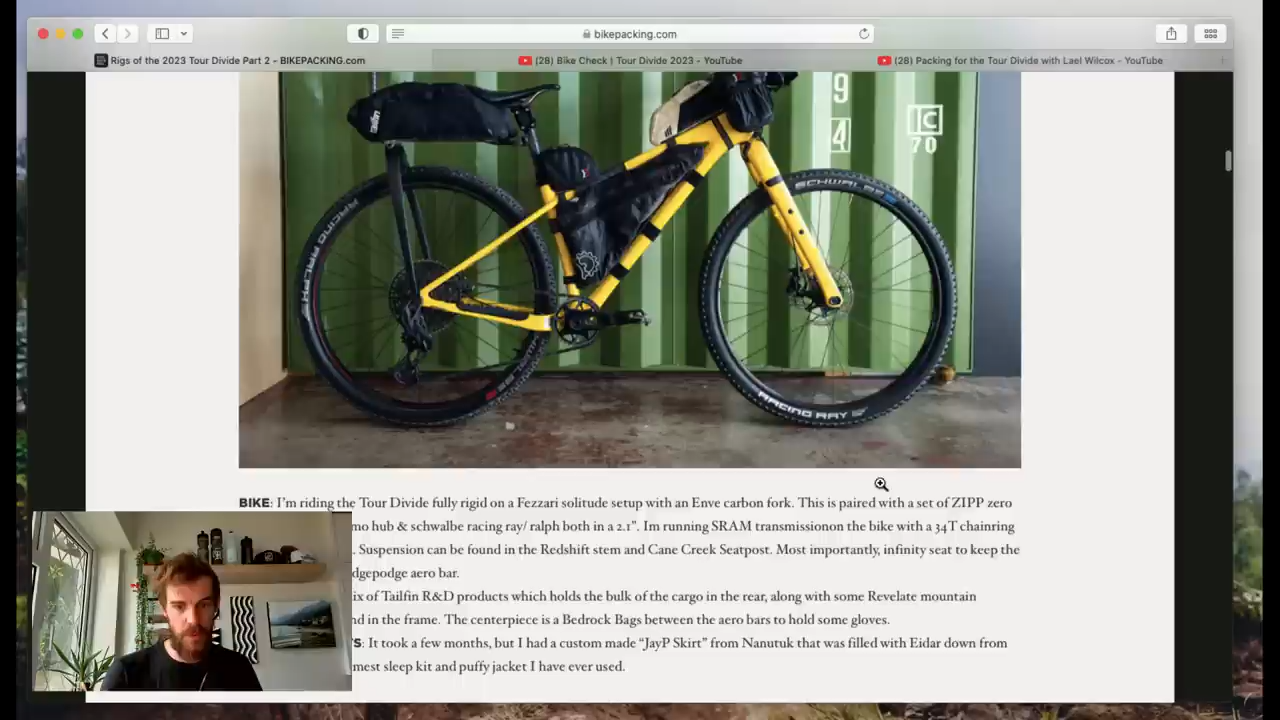 bikepacking.com
Rigs of the 2023 Tour Divide Part 2 - BIKEPACKING.com
(28) Bike Check | Tour Divide 2023 - YouTube
(28) Packing for the Tour Divide with Lael Wilcox - YouTube
9
4
IC
70
tailfin
SCHWALBE
RACING RALPH
RACING RAY
BIKE: I'm riding the Tour Divide fully rigid on a Fezzari solitude setup with an Enve carbon fork. This is paired with a set of ZIPP zero
mo hub & schwalbe racing ray/ ralph both in a 2.1". Im running SRAM transmissionon the bike with a 34T chainring
. Suspension can be found in the Redshift stem and Cane Creek Seatpost. Most importantly, infinity seat to keep the
dgepodge aero bar.
ix of Tailfin R&D products which holds the bulk of the cargo in the rear, along with some Revelate mountain
nd in the frame. The centerpiece is a Bedrock Bags between the aero bars to hold some gloves.
S: It took a few months, but I had a custom made "JayP Skirt" from Nanutuk that was filled with Eidar down from
mest sleep kit and puffy jacket I have ever used.